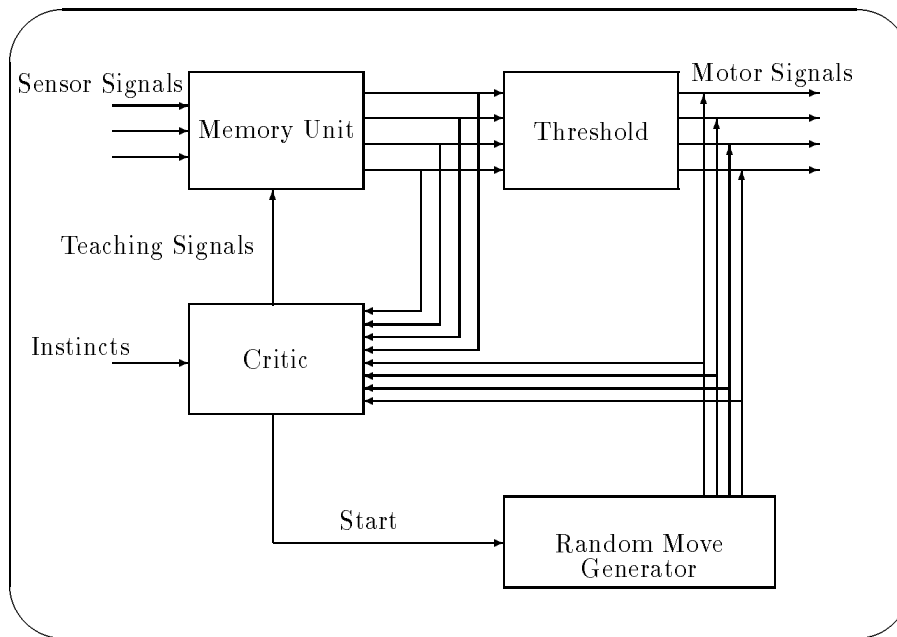 Sensor Signals
Motor Signals
Memory Unit
Threshold
Teaching Signals
Instincts
Critic
Start
Random Move
Generator